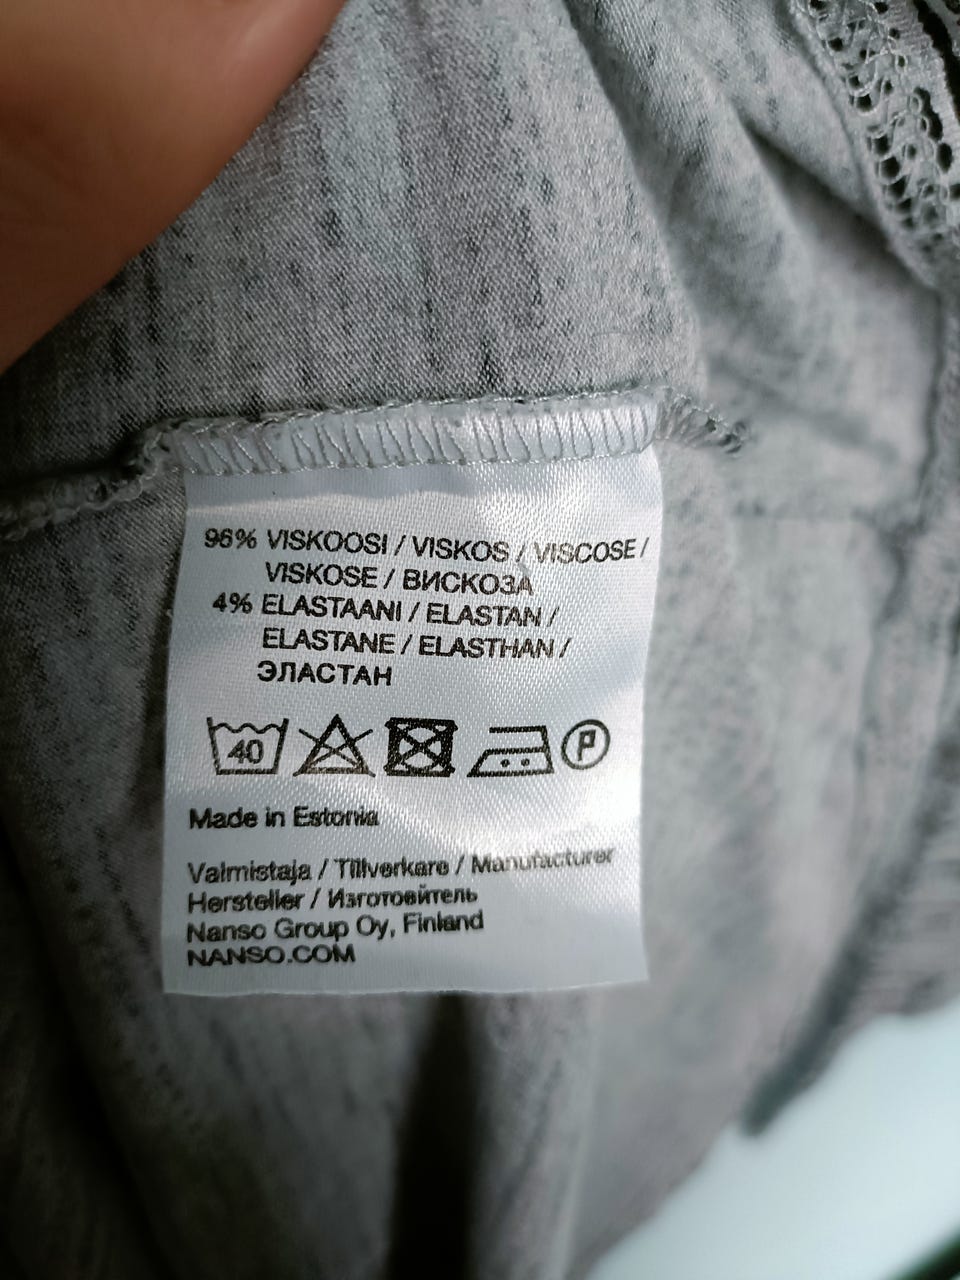 96% VISKOOSI / VISKOS / VISCOSE /
VISKOSE / ВИСКОЗА
4% ELASTAANI / ELASTAN /
ELASTANE / ELASTHAN /
ЭЛАСТАН
40 P
Made in Estonia
Valmistaja / Tillverkare / Manufacturer
Hersteller / Изготовйтель
Nanso Group Oy, Finland
NANSO.COM